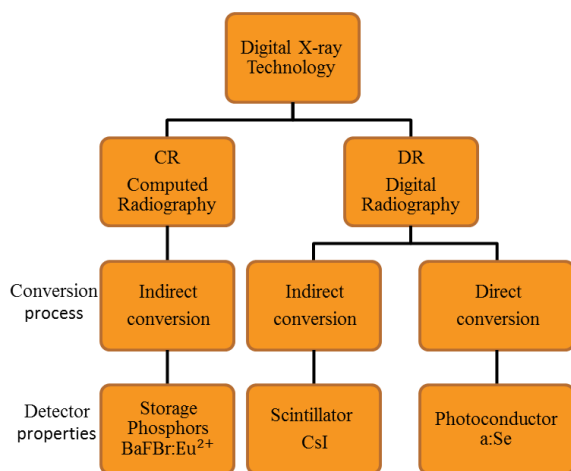 Digital X-ray
Technology
CR
Computed
Radiography
DR
Digital
Radiography
Conversion
process
Indirect
conversion
Indirect
conversion
Direct
conversion
Detector
properties
Storage
Phosphors
BaFBr:Eu²⁺
Scintillator
CsI
Photoconductor
a:Se